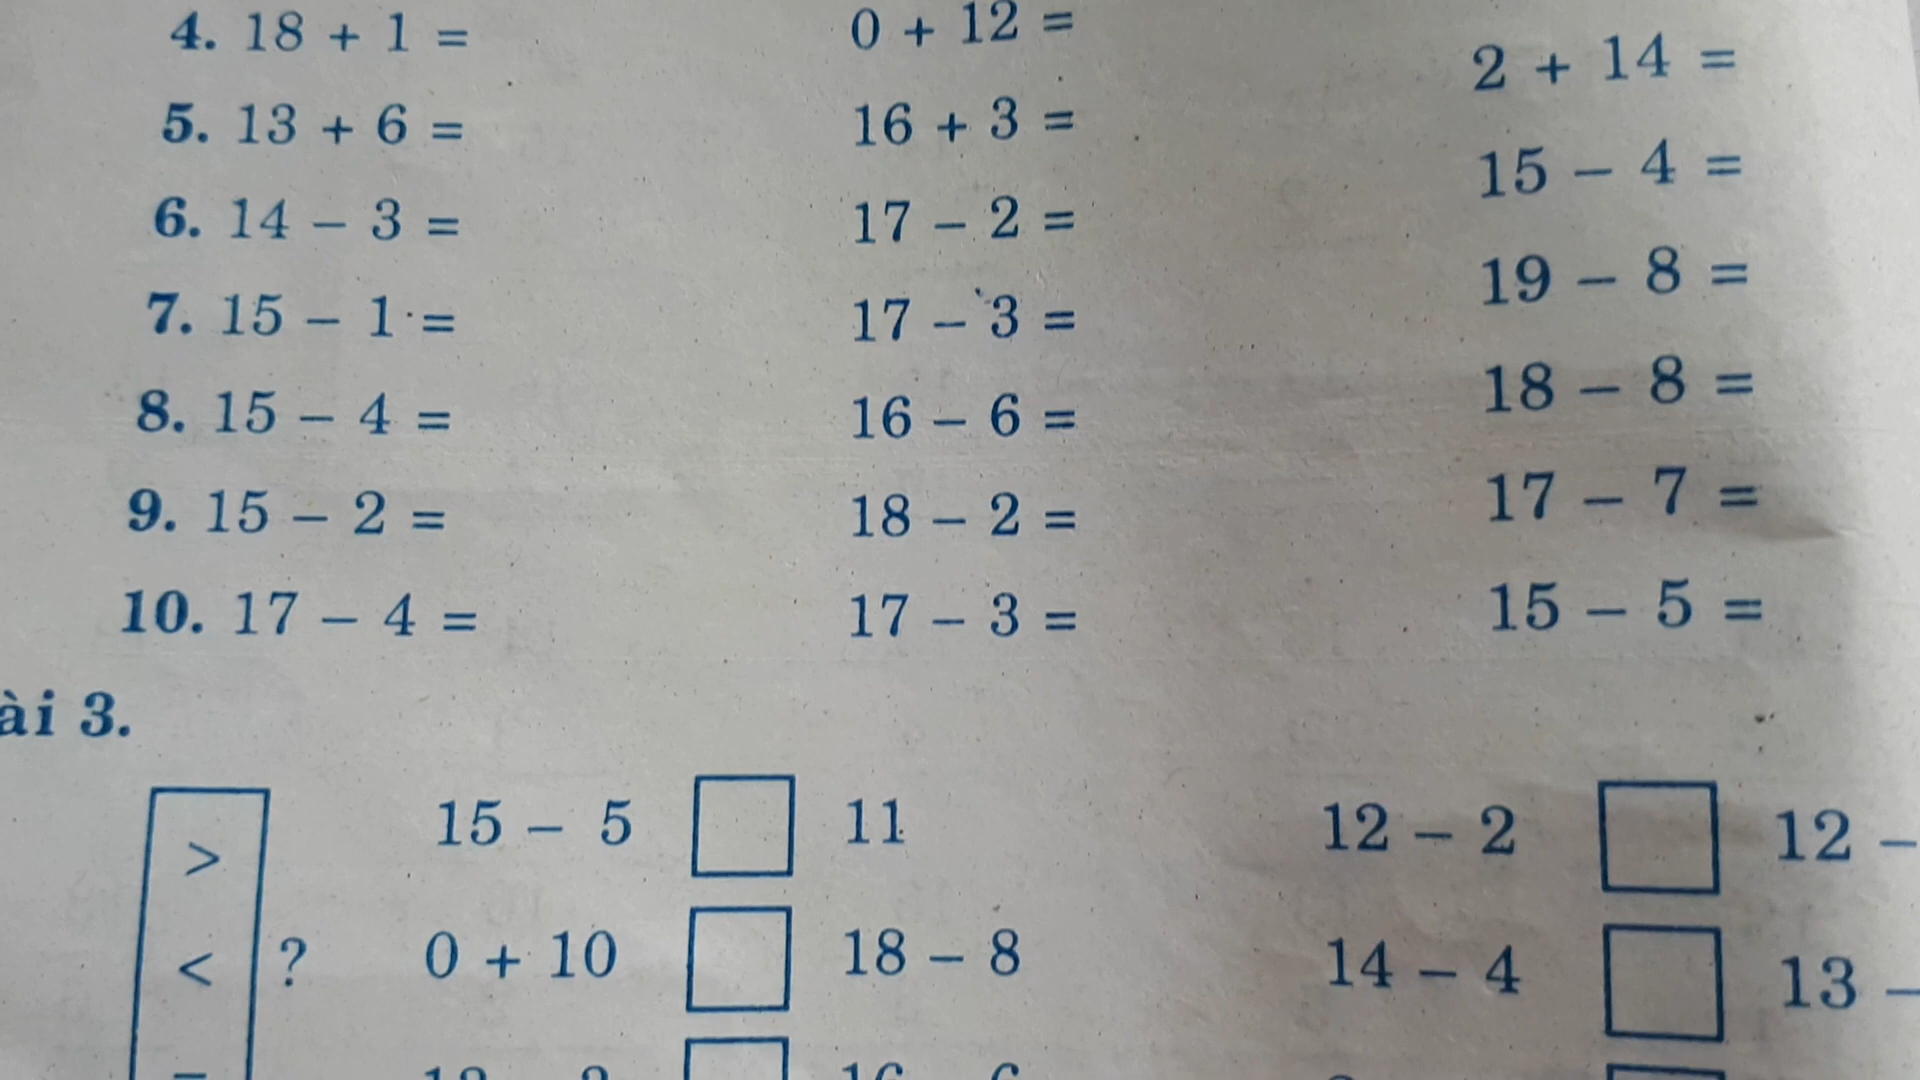 4. 18 + 1 = 0 + 12 = 2 + 14 =
5. 13 + 6 = 16 + 3 = 15 – 4 =
6. 14 – 3 = 17 – 2 = 19 – 8 =
7. 15 – 1 = 17 – 3 = 18 – 8 =
8. 15 – 4 = 16 – 6 = 17 – 7 =
9. 15 – 2 = 18 – 2 = 15 – 5 =
10. 17 – 4 = 17 – 3 =
ài 3.
> 15 – 5 11 12 – 2 12 –
< ? 0 + 10 18 – 8 14 – 4 13 –